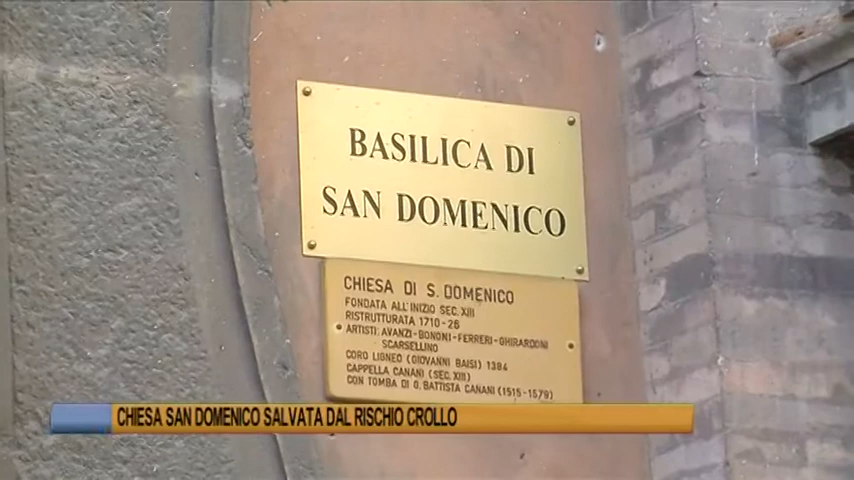 BASILICA DI
SAN DOMENICO
CHIESA DI S. DOMENICO
FONDATA ALL'INIZIO SEC. XIII
RISTRUTTURATA 1710-26
ARTISTI: AVANZI-BONONI-FERRERI-GHIRARDONI
SCARSELLINO
CORO LIGNEO (GIOVANNI BAISI) 1384
CAPPELLA CANANI (SEC. XIII)
CON TOMBA DI G. BATTISTA CANANI (1515-1579)
CHIESA SAN DOMENICO SALVATA DAL RISCHIO CROLLO